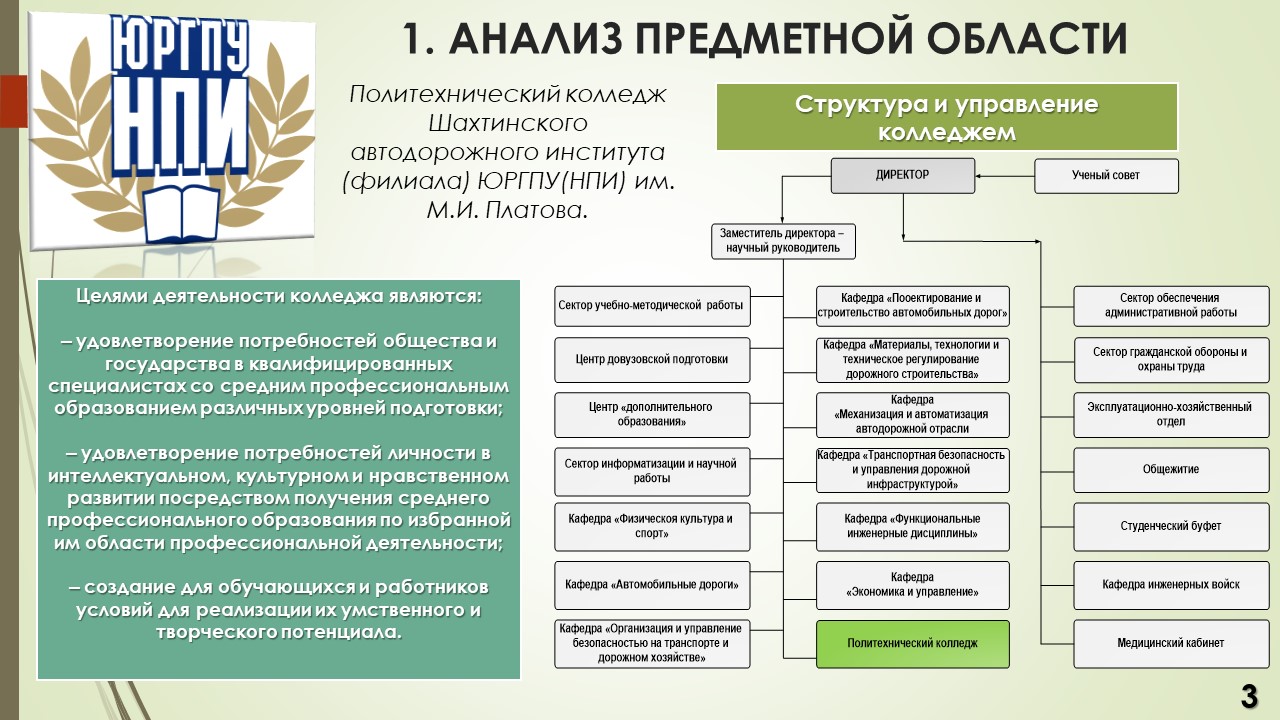 ЮРГПУ
НПИ
1. АНАЛИЗ ПРЕДМЕТНОЙ ОБЛАСТИ
Политехнический колледж
Шахтинского
автодорожного института
(филиала) ЮРГПУ(НПИ) им.
М.И. Платова.
Структура и управление
колледжем
ДИРЕКТОР
Ученый совет
Заместитель директора –
научный руководитель
Целями деятельности колледжа являются:
– удовлетворение потребностей общества и
государства в квалифицированных
специалистах со средним профессиональным
образованием различных уровней подготовки;
– удовлетворение потребностей личности в
интеллектуальном, культурном и нравственном
развитии посредством получения среднего
профессионального образования по избранной
им области профессиональной деятельности;
– создание для обучающихся и работников
условий для реализации их умственного и
творческого потенциала.
Сектор учебно-методической работы
Центр довузовской подготовки
Центр «дополнительного
образования»
Сектор информатизации и научной
работы
Кафедра «Физическоя культура и
спорт»
Кафедра «Автомобильные дороги»
Кафедра «Организация и управление
безопасностью на транспорте и
дорожном хозяйстве»
Кафедра «Пооектирование и
строительство автомобильных дорог»
Кафедра «Материалы, технологии и
техническое регулирование
дорожного строительства»
Кафедра
«Механизация и автоматизация
автодорожной отрасли
Кафедра «Транспортная безопасность
и управления дорожной
инфраструктурой»
Кафедра «Функциональные
инженерные дисциплины»
Кафедра
«Экономика и управление»
Политехнический колледж
Сектор обеспечения
административной работы
Сектор гражданской обороны и
охраны труда
Эксплуатационно-хозяйственный
отдел
Общежитие
Студенческий буфет
Кафедра инженерных войск
Медицинский кабинет
3